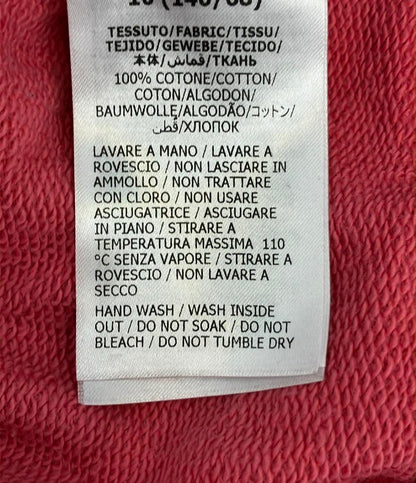 10 (140/68)
TESSUTO/FABRIC/TISSU/
TEJIDO/GEWEBE/TECIDO/
本体/قماش/ТКАНЬ
100% COTONE/COTTON/
COTON/ALGODON/
BAUMWOLLE/ALGODÃO/コットン/
قطن/ХЛОПОК
LAVARE A MANO / LAVARE A
ROVESCIO / NON LASCIARE IN
AMMOLLO / NON TRATTARE
CON CLORO / NON USARE
ASCIUGATRICE / ASCIUGARE
IN PIANO / STIRARE A
TEMPERATURA MASSIMA 110
°C SENZA VAPORE / STIRARE A
ROVESCIO / NON LAVARE A
SECCO
HAND WASH / WASH INSIDE
OUT / DO NOT SOAK / DO NOT
BLEACH / DO NOT TUMBLE DRY